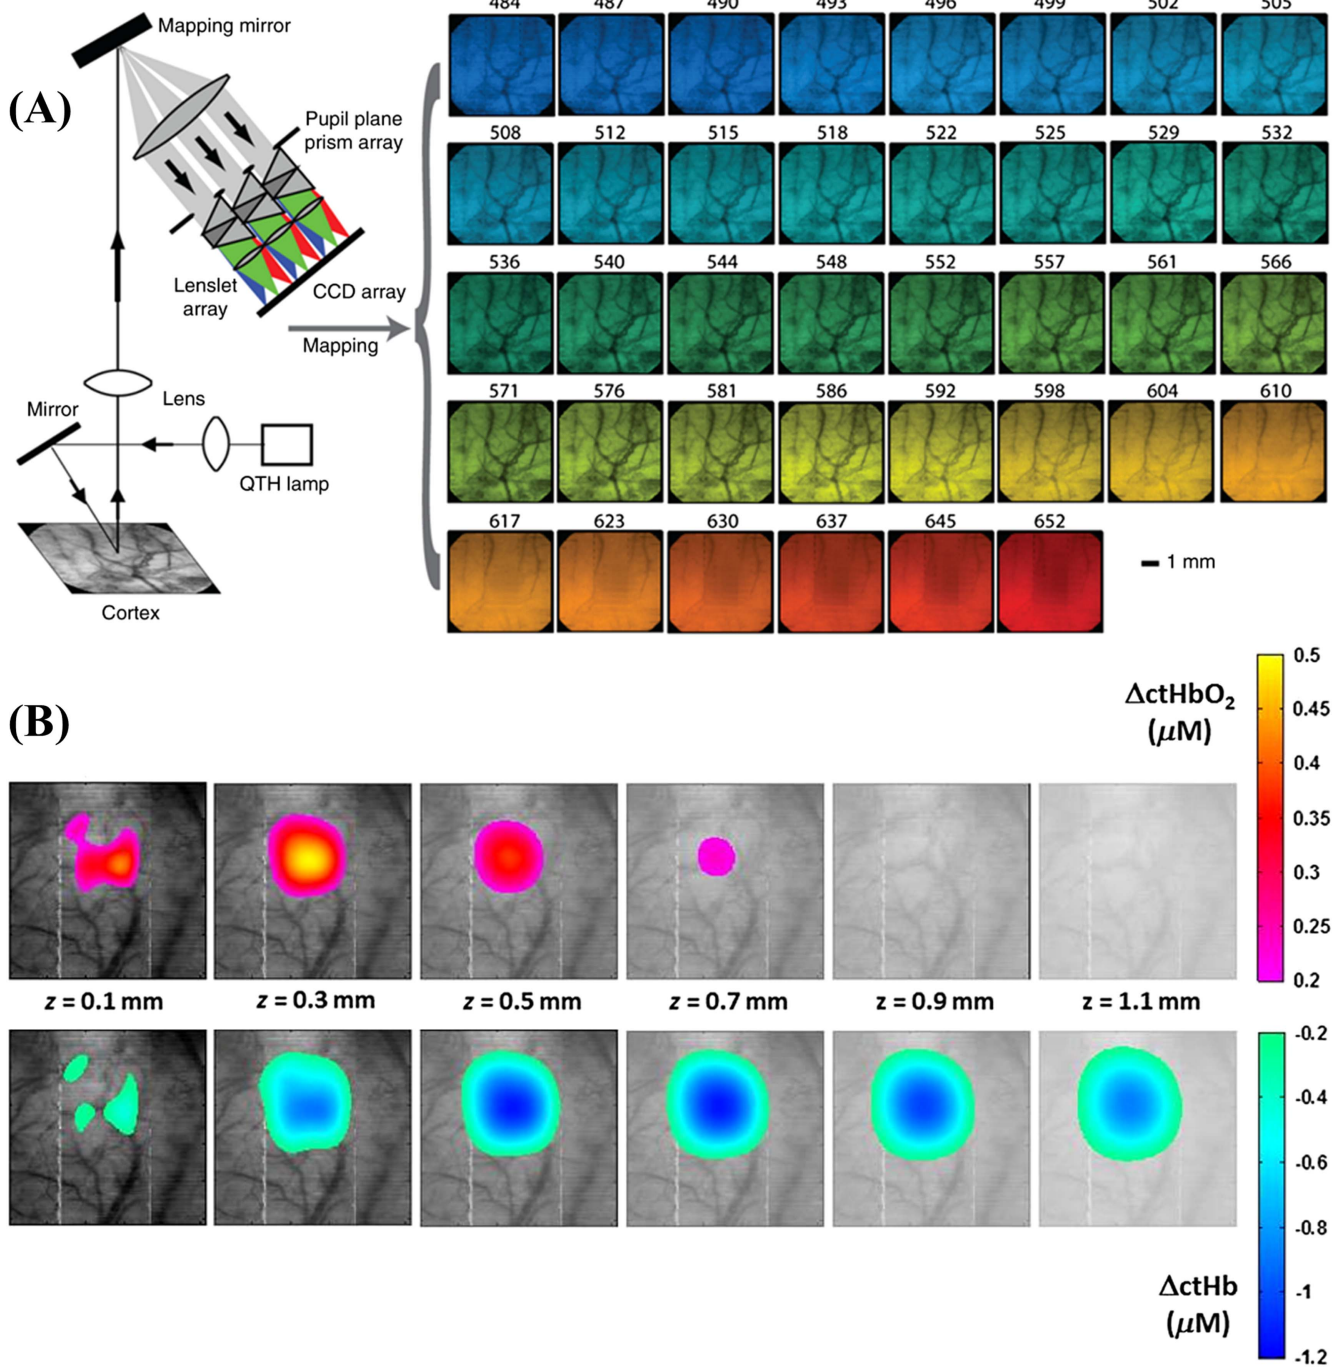 (A)
Mapping mirror
Pupil plane
prism array
Lenslet
array
CCD array
Mapping
Mirror
Lens
QTH lamp
Cortex
484 487 490 493 496 499 502 505
508 512 515 518 522 525 529 532
536 540 544 548 552 557 561 566
571 576 581 586 592 598 604 610
617 623 630 637 645 652
1 mm
(B)
ΔctHbO₂
(μM)
0.5
0.45
0.4
0.35
0.3
0.25
0.2
z = 0.1 mm z = 0.3 mm z = 0.5 mm z = 0.7 mm z = 0.9 mm z = 1.1 mm
-0.2
-0.4
-0.6
-0.8
-1
-1.2
ΔctHb
(μM)